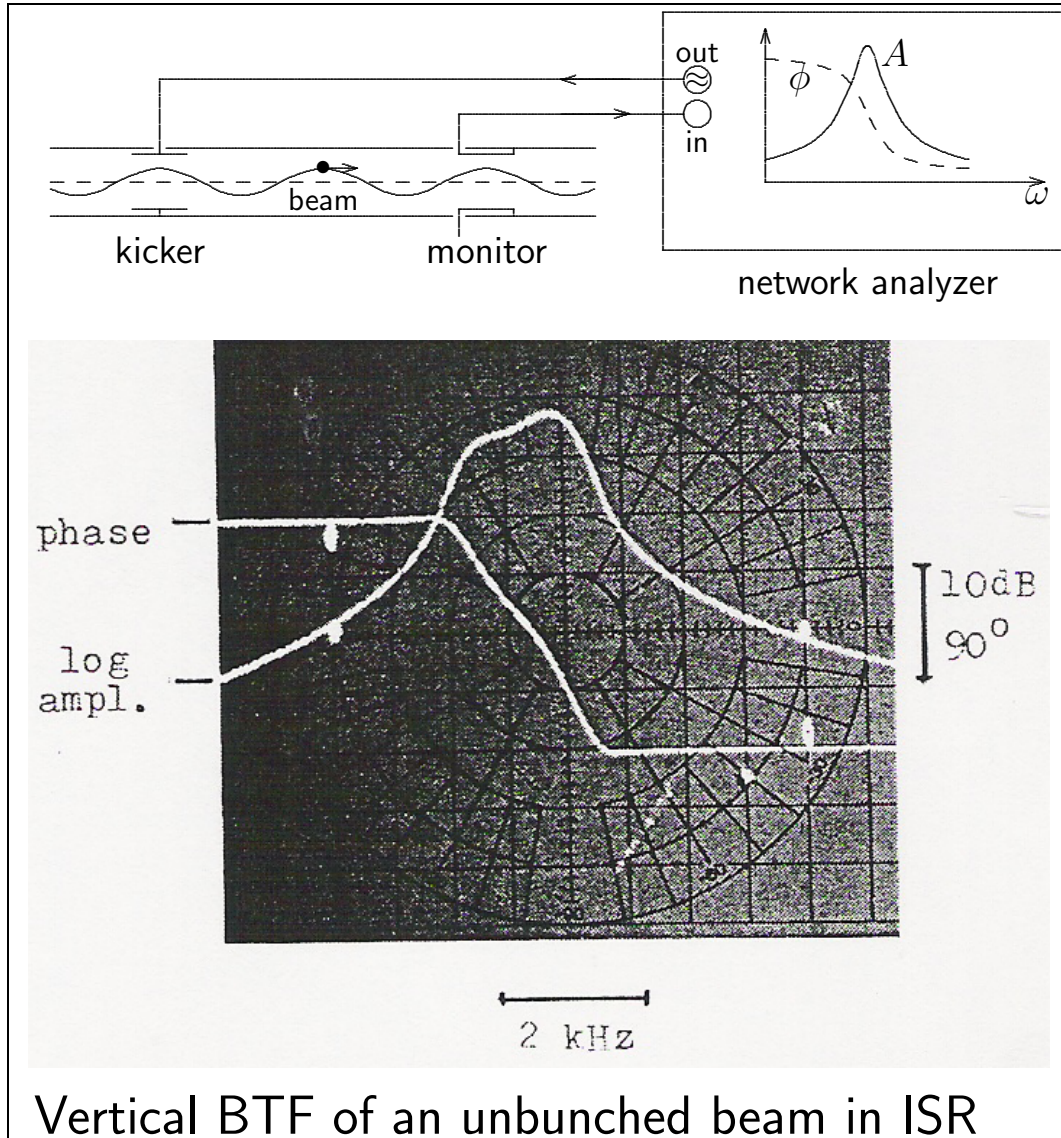 out
in
A
ϕ
ω
beam
kicker
monitor
network analyzer
phase
log
ampl.
10dB
90°
2 kHz
Vertical BTF of an unbunched beam in ISR